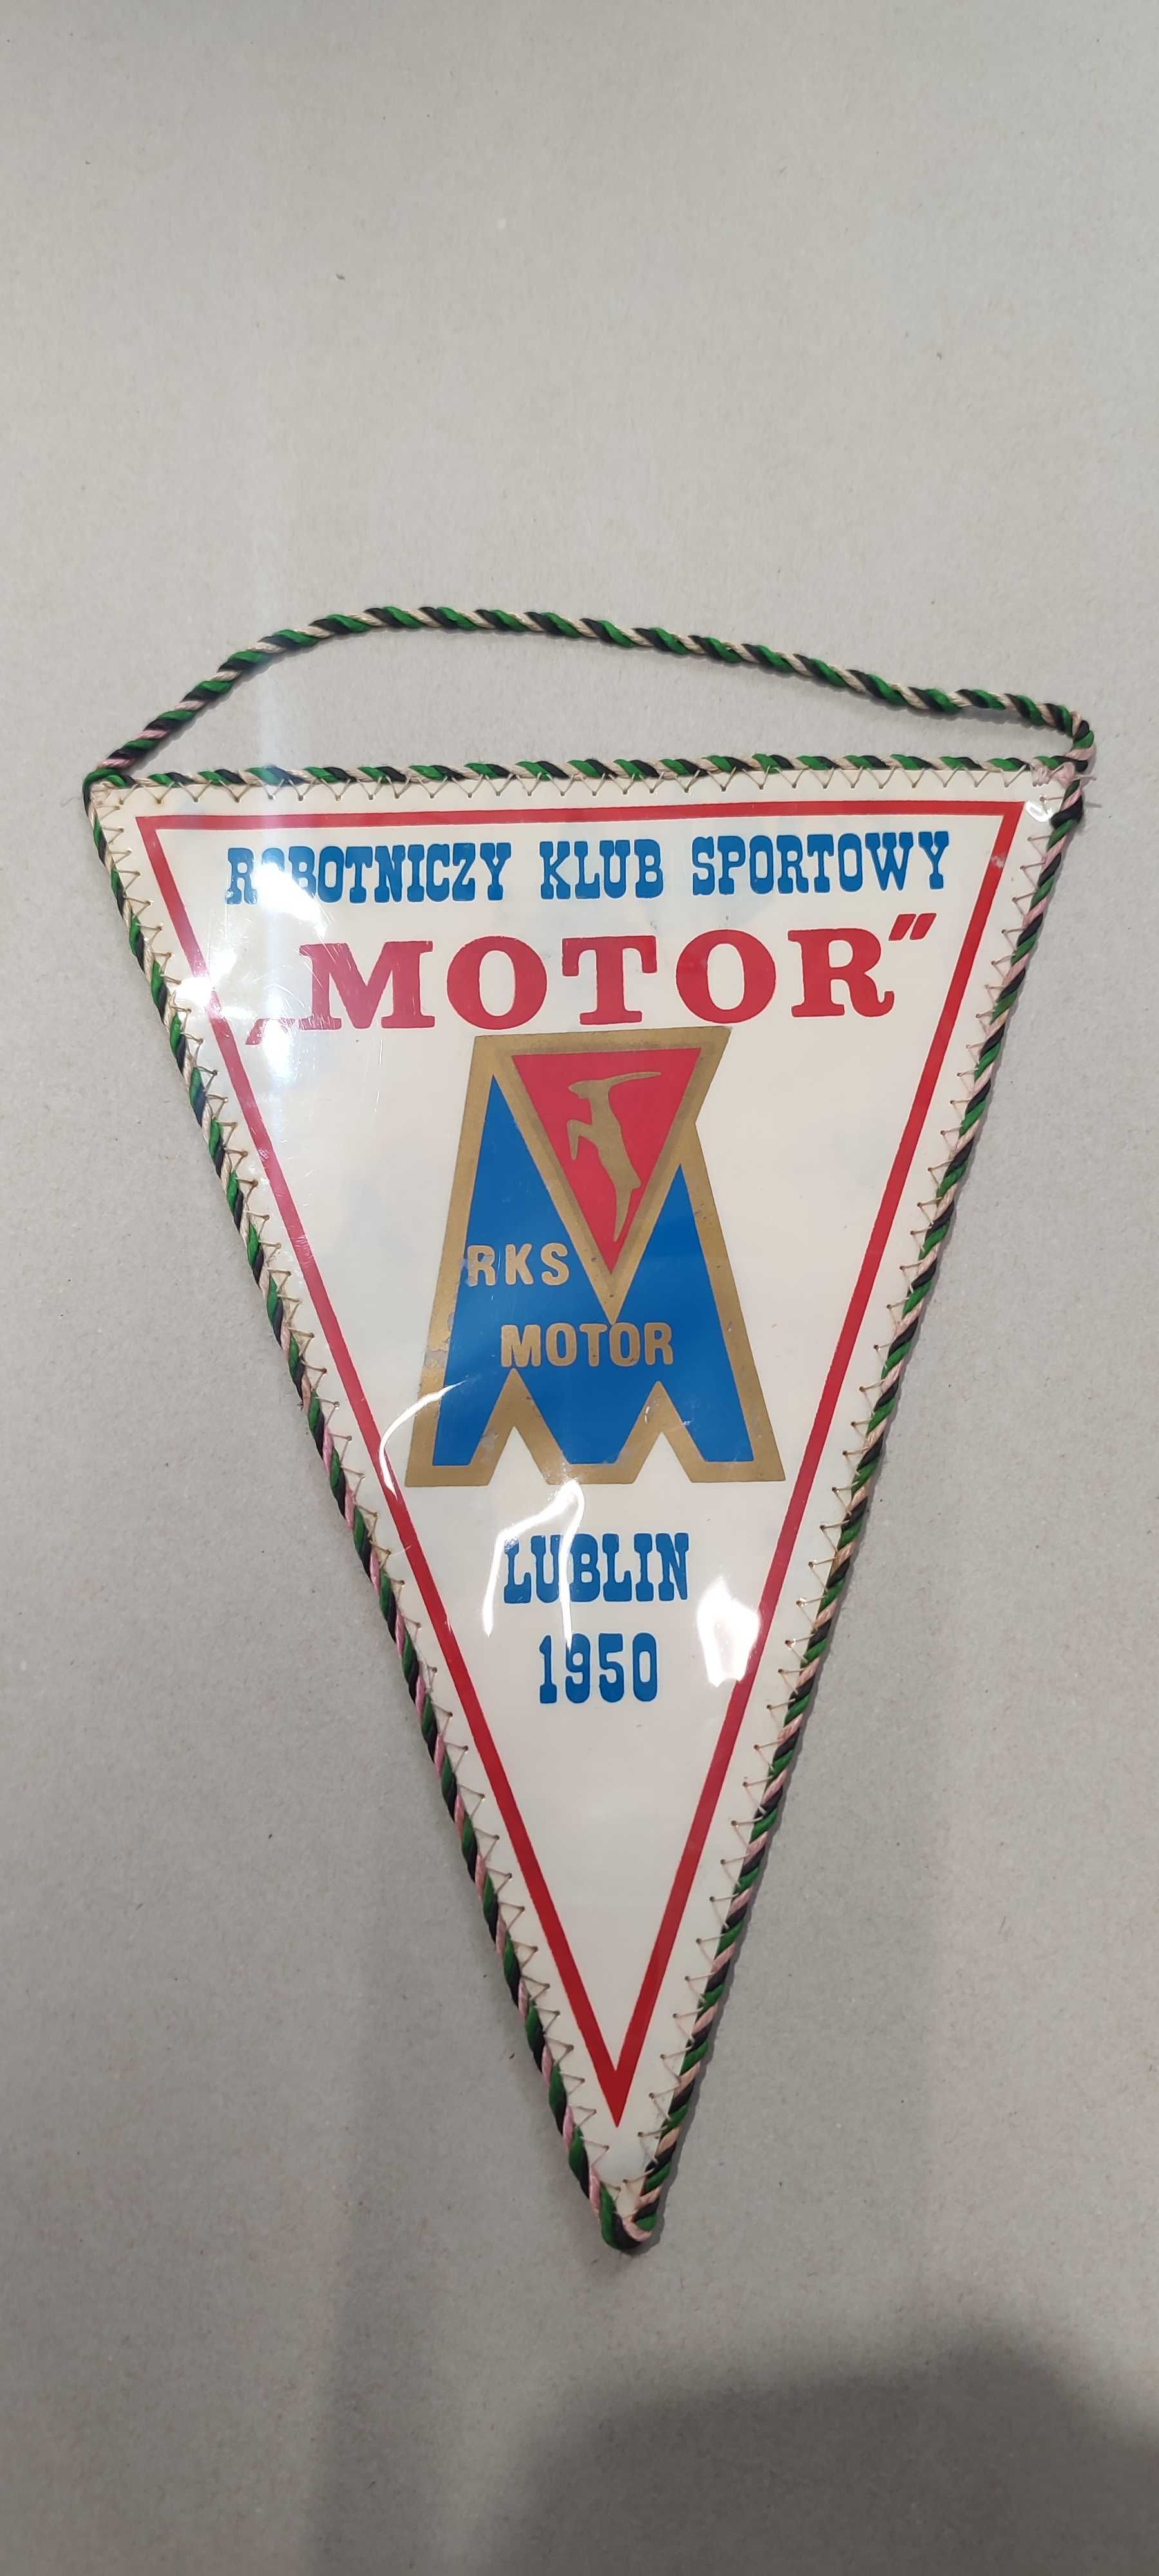 ROBOTNICZY KLUB SPORTOWY
„MOTOR”
RKS
MOTOR
LUBLIN
1950